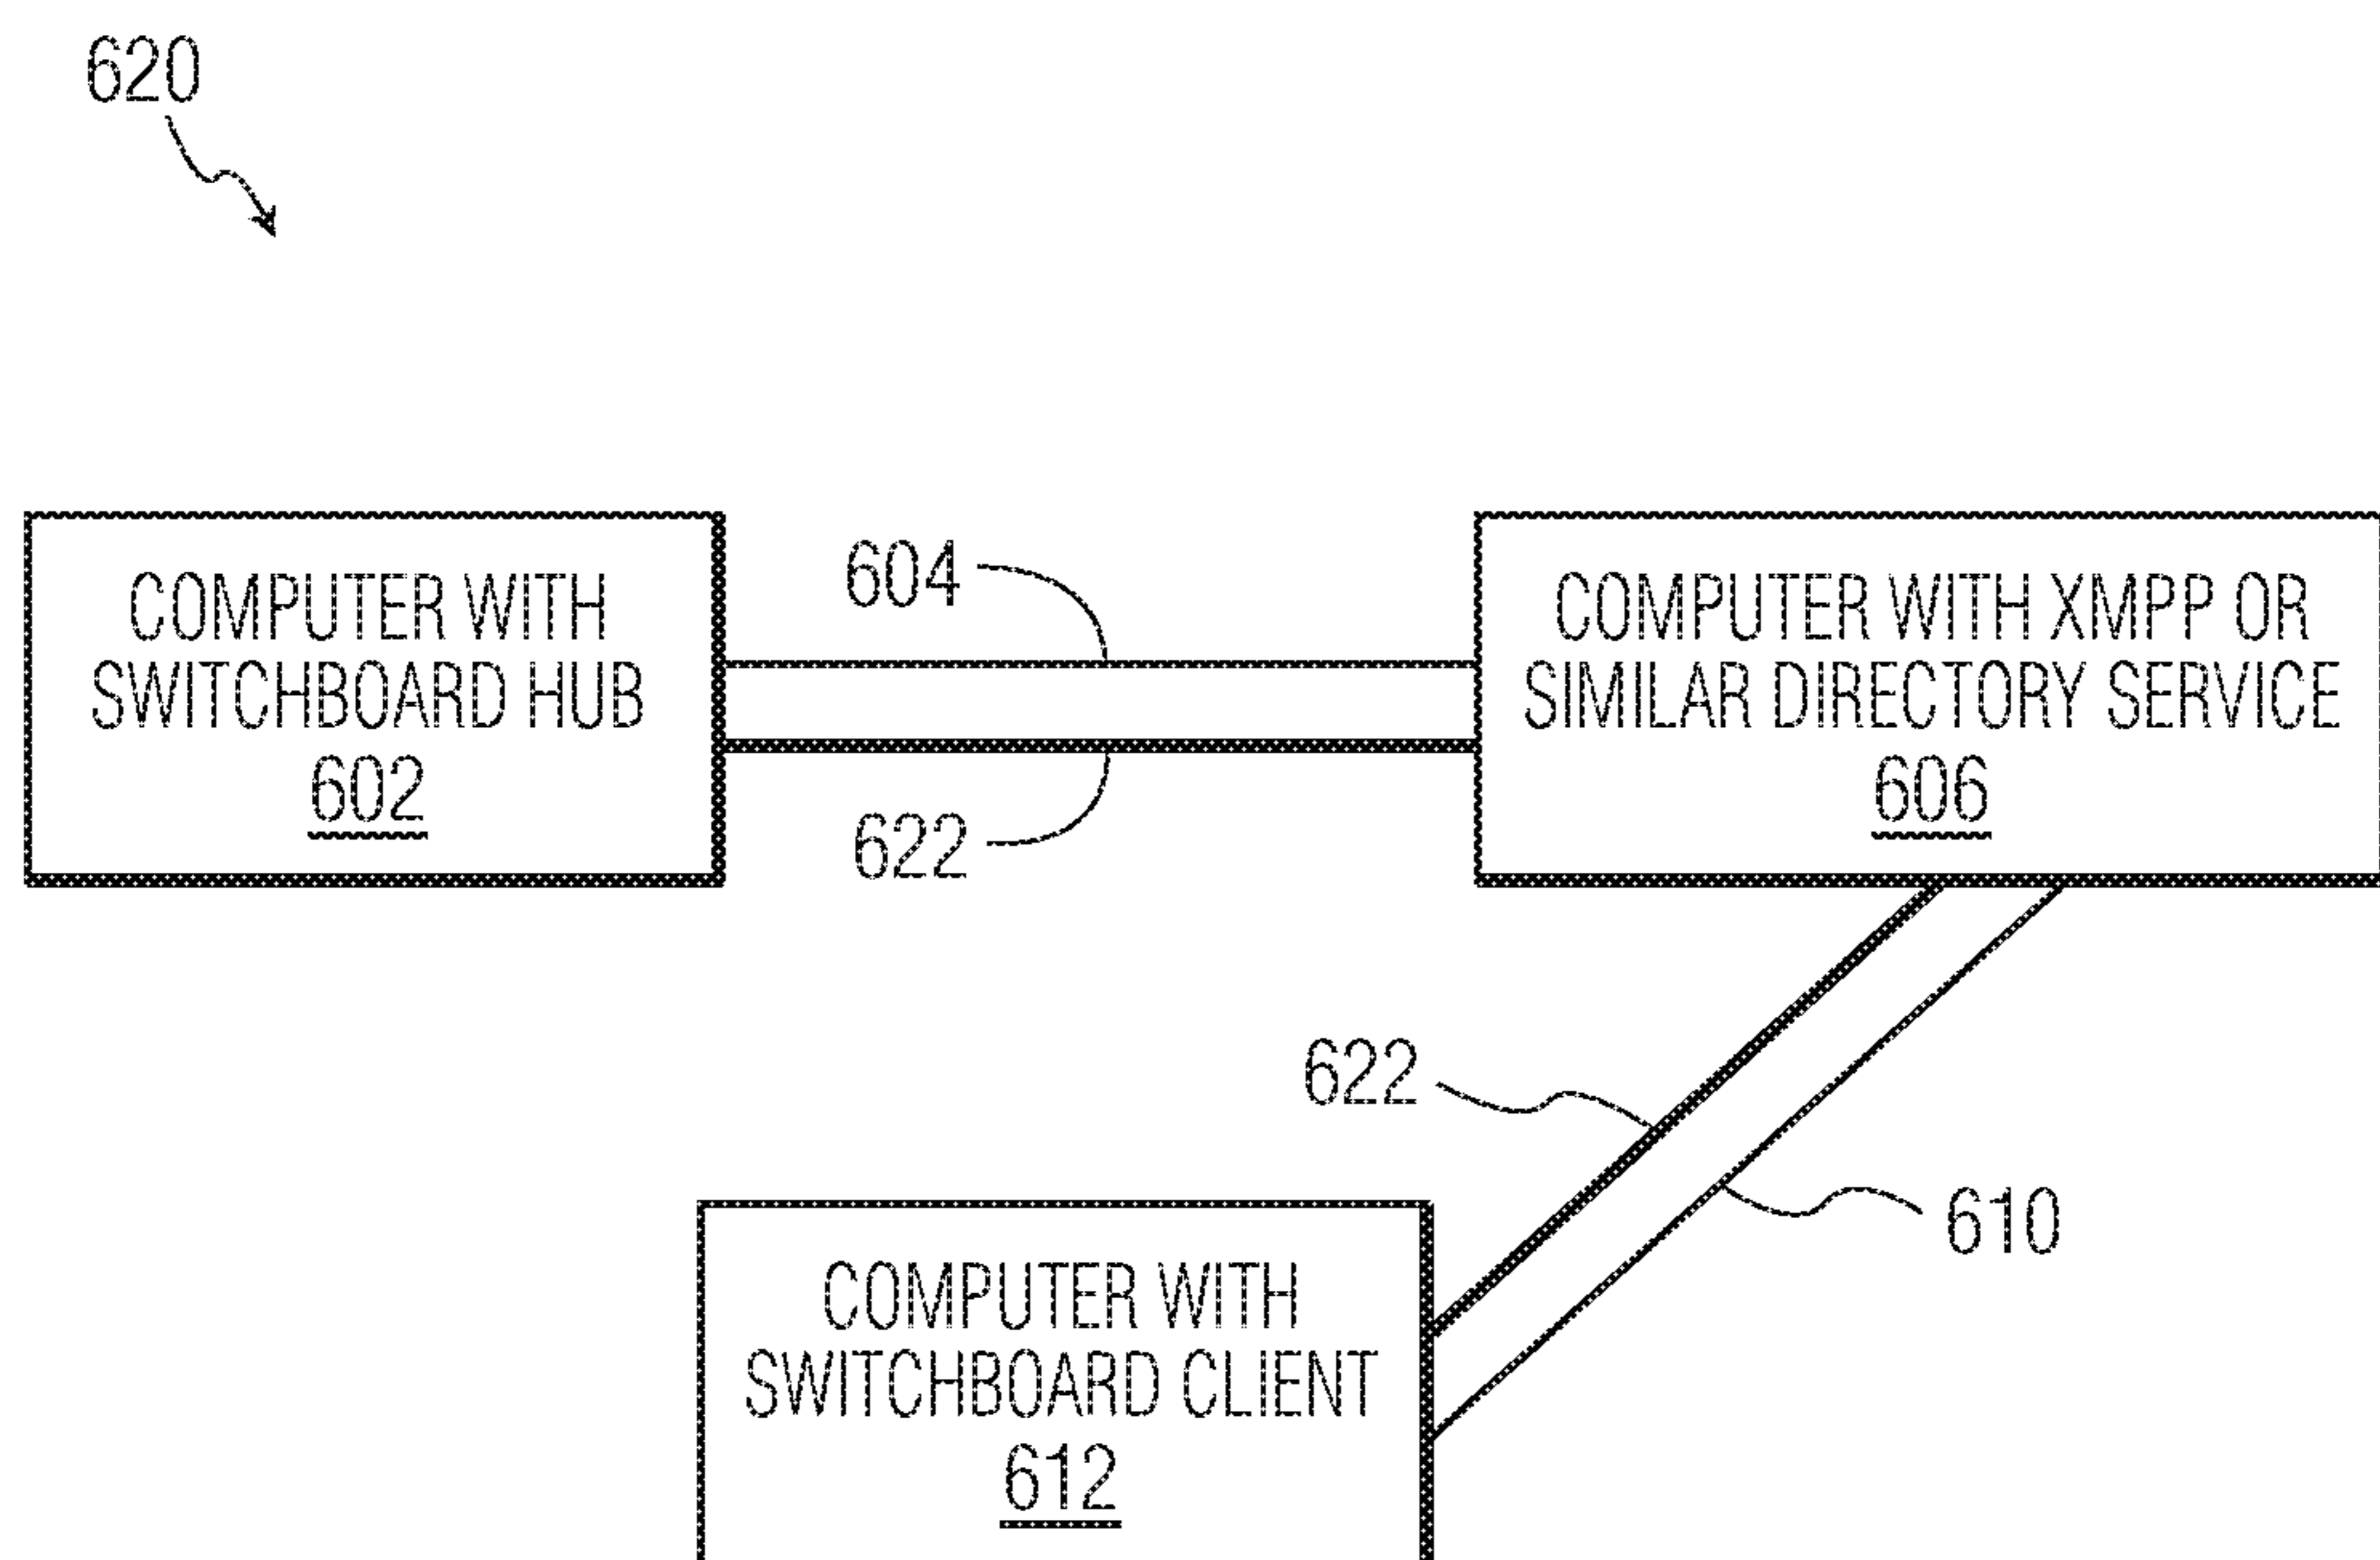 620
COMPUTER WITH
SWITCHBOARD HUB
602
604
622
COMPUTER WITH XMPP OR
SIMILAR DIRECTORY SERVICE
606
622
610
COMPUTER WITH
SWITCHBOARD CLIENT
612